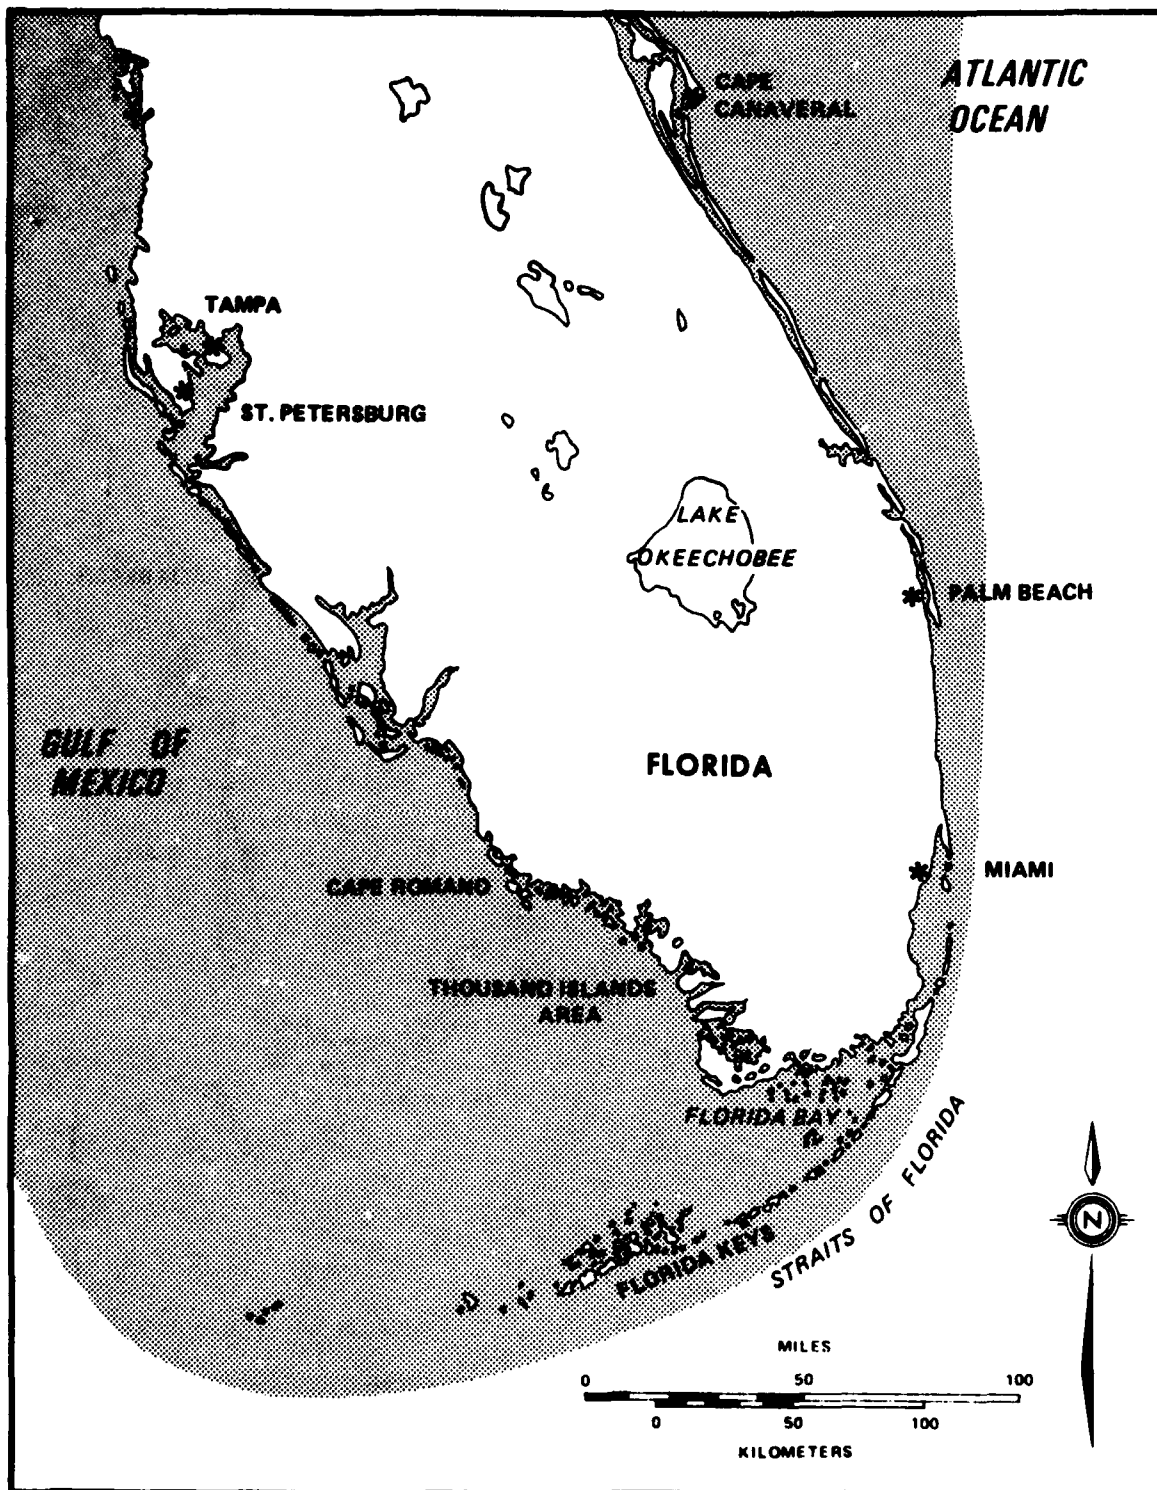 ATLANTIC
OCEAN
CAPE
CANAVERAL
TAMPA
ST. PETERSBURG
LAKE
OKEECHOBEE
PALM BEACH
GULF OF
MEXICO
FLORIDA
MIAMI
CAPE ROMANO
THOUSAND ISLANDS
AREA
FLORIDA BAY
STRAITS OF FLORIDA
FLORIDA KEYS
N
MILES
0 50 100
0 50 100
KILOMETERS